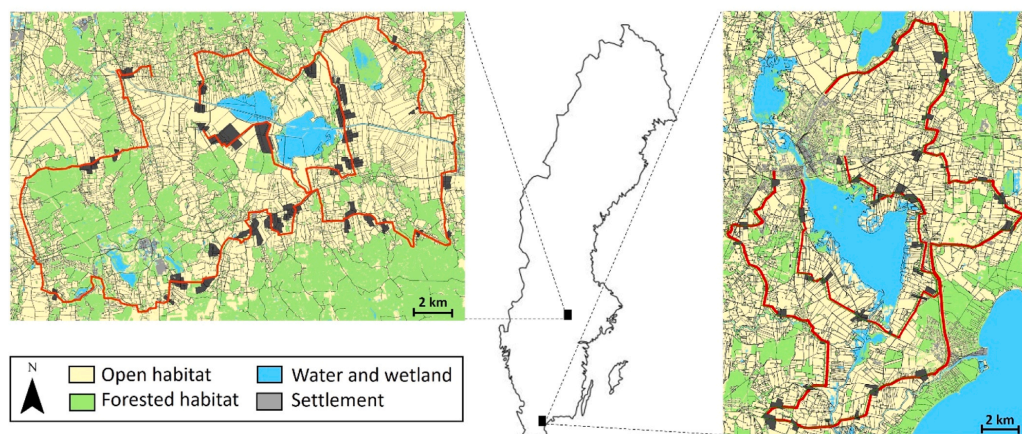 2 km
N
Open habitat
Water and wetland
Forested habitat
Settlement
2 km